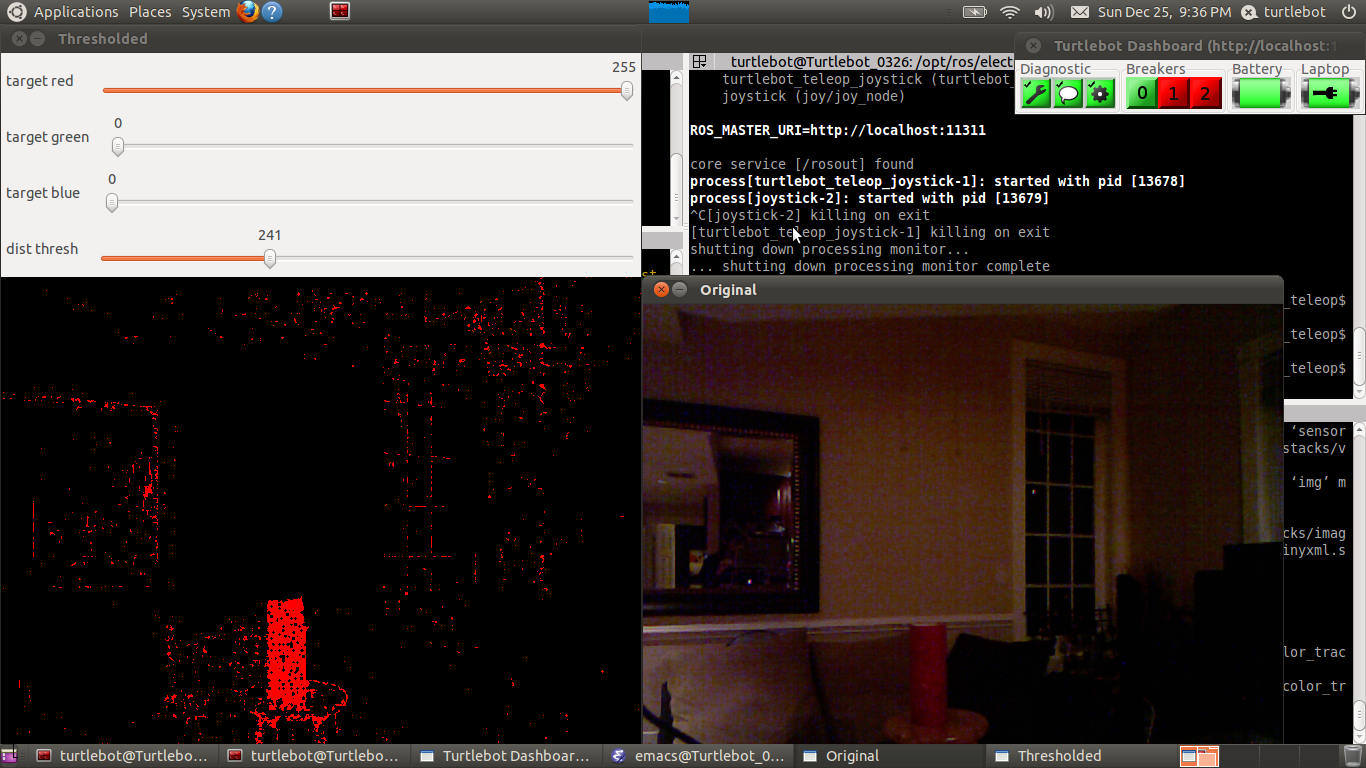 Applications Places System
Sun Dec 25, 9:36 PM turtlebot
Thresholded
target red
255
target green
0
target blue
0
dist thresh
241
turtlebot@Turtlebot_0326: /opt/ros/elect
turtlebot_teleop_joystick (turtlebot_
joystick (joy/joy_node)
ROS_MASTER_URI=http://localhost:11311
core service [/rosout] found
process[turtlebot_teleop_joystick-1]: started with pid [13678]
process[joystick-2]: started with pid [13679]
^C[joystick-2] killing on exit
[turtlebot_teleop_joystick-1] killing on exit
shutting down processing monitor...
... shutting down processing monitor complete
Turtlebot Dashboard (http://localhost:1
Diagnostic Breakers Battery Laptop
0 1 2
Original
_teleop$
_teleop$
_teleop$
‘sensor
stacks/v
‘img’ m
cks/imag
inyxml.s
lor_trac
color_tr
turtlebot@Turtlebo... turtlebot@Turtlebo... Turtlebot Dashboar... emacs@Turtlebot_0... Original Thresholded